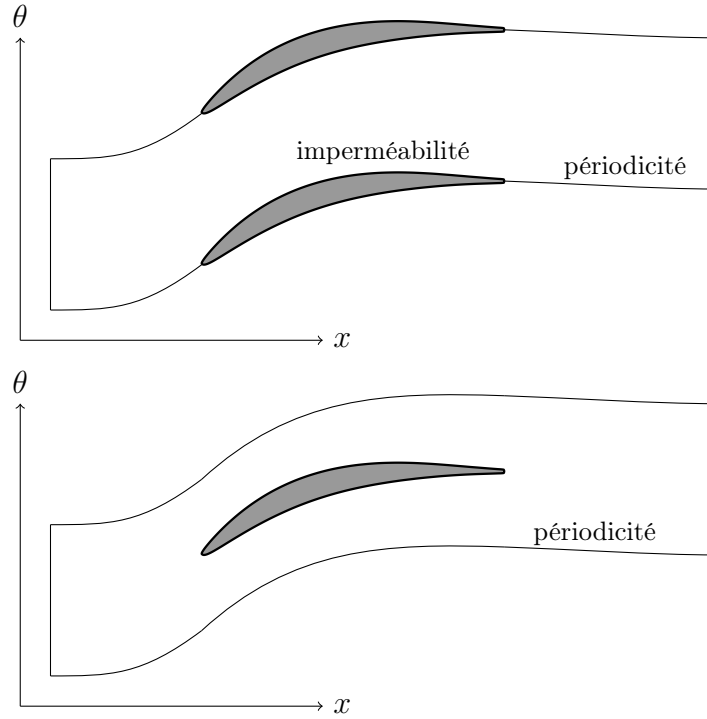 θ
imperméabilité
périodicité
x
θ
périodicité
x